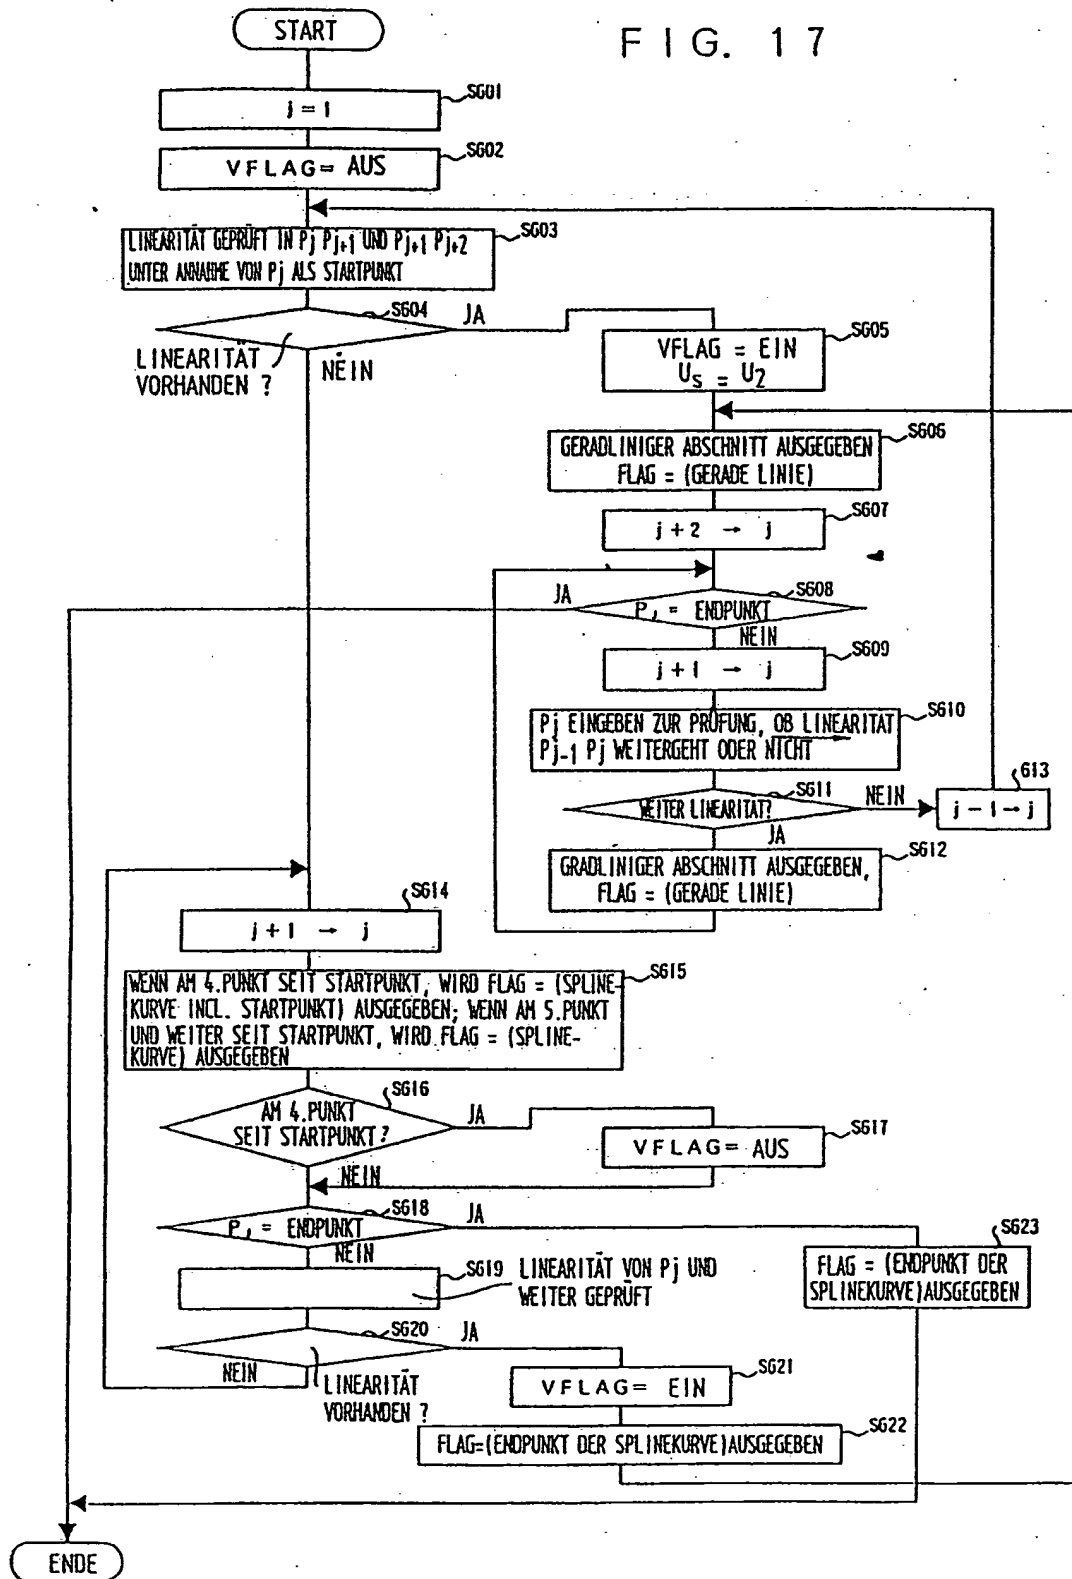 START
F I G. 17
S601
j = 1
S602
VFLAG = AUS
S603
LINEARITÄT GEPRÜFT IN Pj Pj+1 UND Pj+1 Pj+2
UNTER ANNAHME VON Pj ALS STARTPUNKT
S604
JA
LINEARITÄT
VORHANDEN ?
NEIN
S605
VFLAG = EIN
Us = U2
S606
GERADLINIGER ABSCHNITT AUSGEGEBEN
FLAG = (GERADE LINIE)
S607
j + 2 → j
S608
JA
Pj = ENDPUNKT
NEIN
S609
j + 1 → j
S610
Pj EINGEBEN ZUR PRÜFUNG, OB LINEARITAT
Pj-1 Pj WEITERGEHT ODER NICHT
S611
WEITER LINEARITAT?
NEIN
JA
613
j - 1 → j
S612
GRADLINIGER ABSCHNITT AUSGEGEBEN,
FLAG = (GERADE LINIE)
S614
j + 1 → j
S615
WENN AM 4.PUNKT SEIT STARTPUNKT, WIRD FLAG = (SPLINE-
KURVE INCL. STARTPUNKT) AUSGEGEBEN; WENN AM 5.PUNKT
UND WEITER SEIT STARTPUNKT, WIRD FLAG = (SPLINE-
KURVE) AUSGEGEBEN
S616
AM 4.PUNKT
SEIT STARTPUNKT?
JA
NEIN
S617
VFLAG = AUS
S618
Pj = ENDPUNKT
JA
NEIN
S623
FLAG = (ENDPUNKT DER
SPLINEKURVE)AUSGEGEBEN
S619
LINEARITÄT VON Pj UND
WEITER GEPRÜFT
S620
JA
NEIN
LINEARITÄT
VORHANDEN ?
S621
VFLAG = EIN
S622
FLAG=(ENDPUNKT DER SPLINEKURVE)AUSGEGEBEN
ENDE